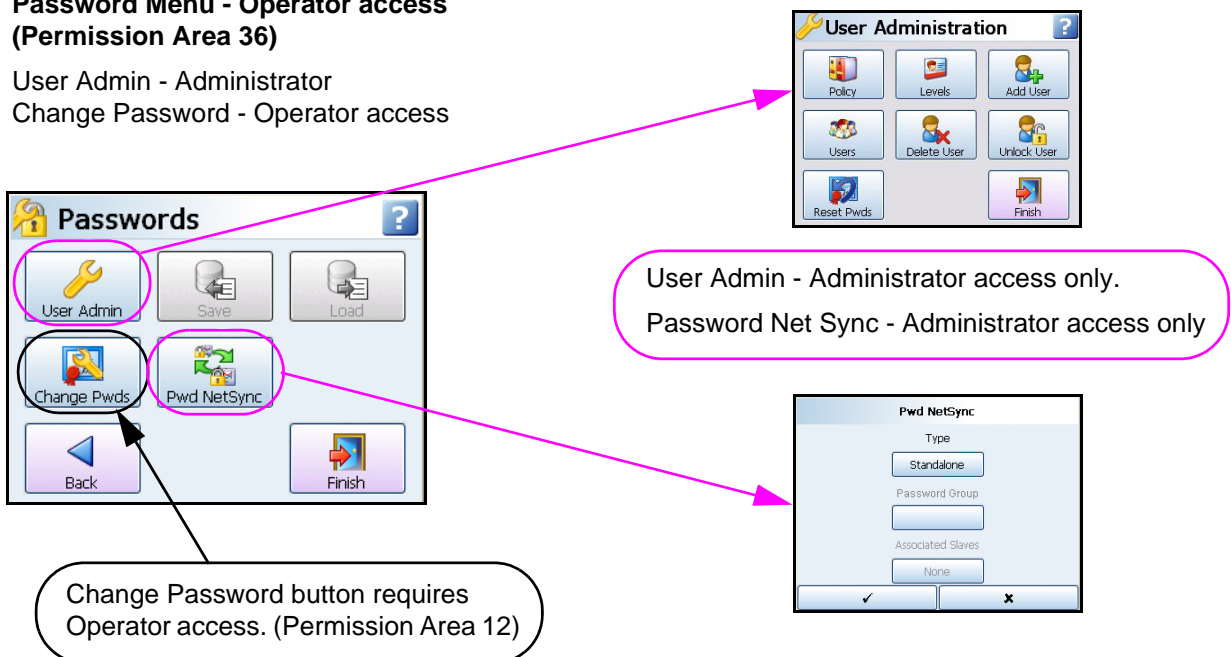 Password Menu - Operator access
(Permission Area 36)
User Admin - Administrator
Change Password - Operator access
Passwords
?
User Admin
Save
Load
Change Pwds
Pwd NetSync
Back
Finish
Change Password button requires
Operator access. (Permission Area 12)
User Administration
?
Policy
Levels
Add User
Users
Delete User
Unlock User
Reset Pwds
Finish
User Admin - Administrator access only.
Password Net Sync - Administrator access only
Pwd NetSync
Type
Standalone
Password Group
Associated Slaves
None